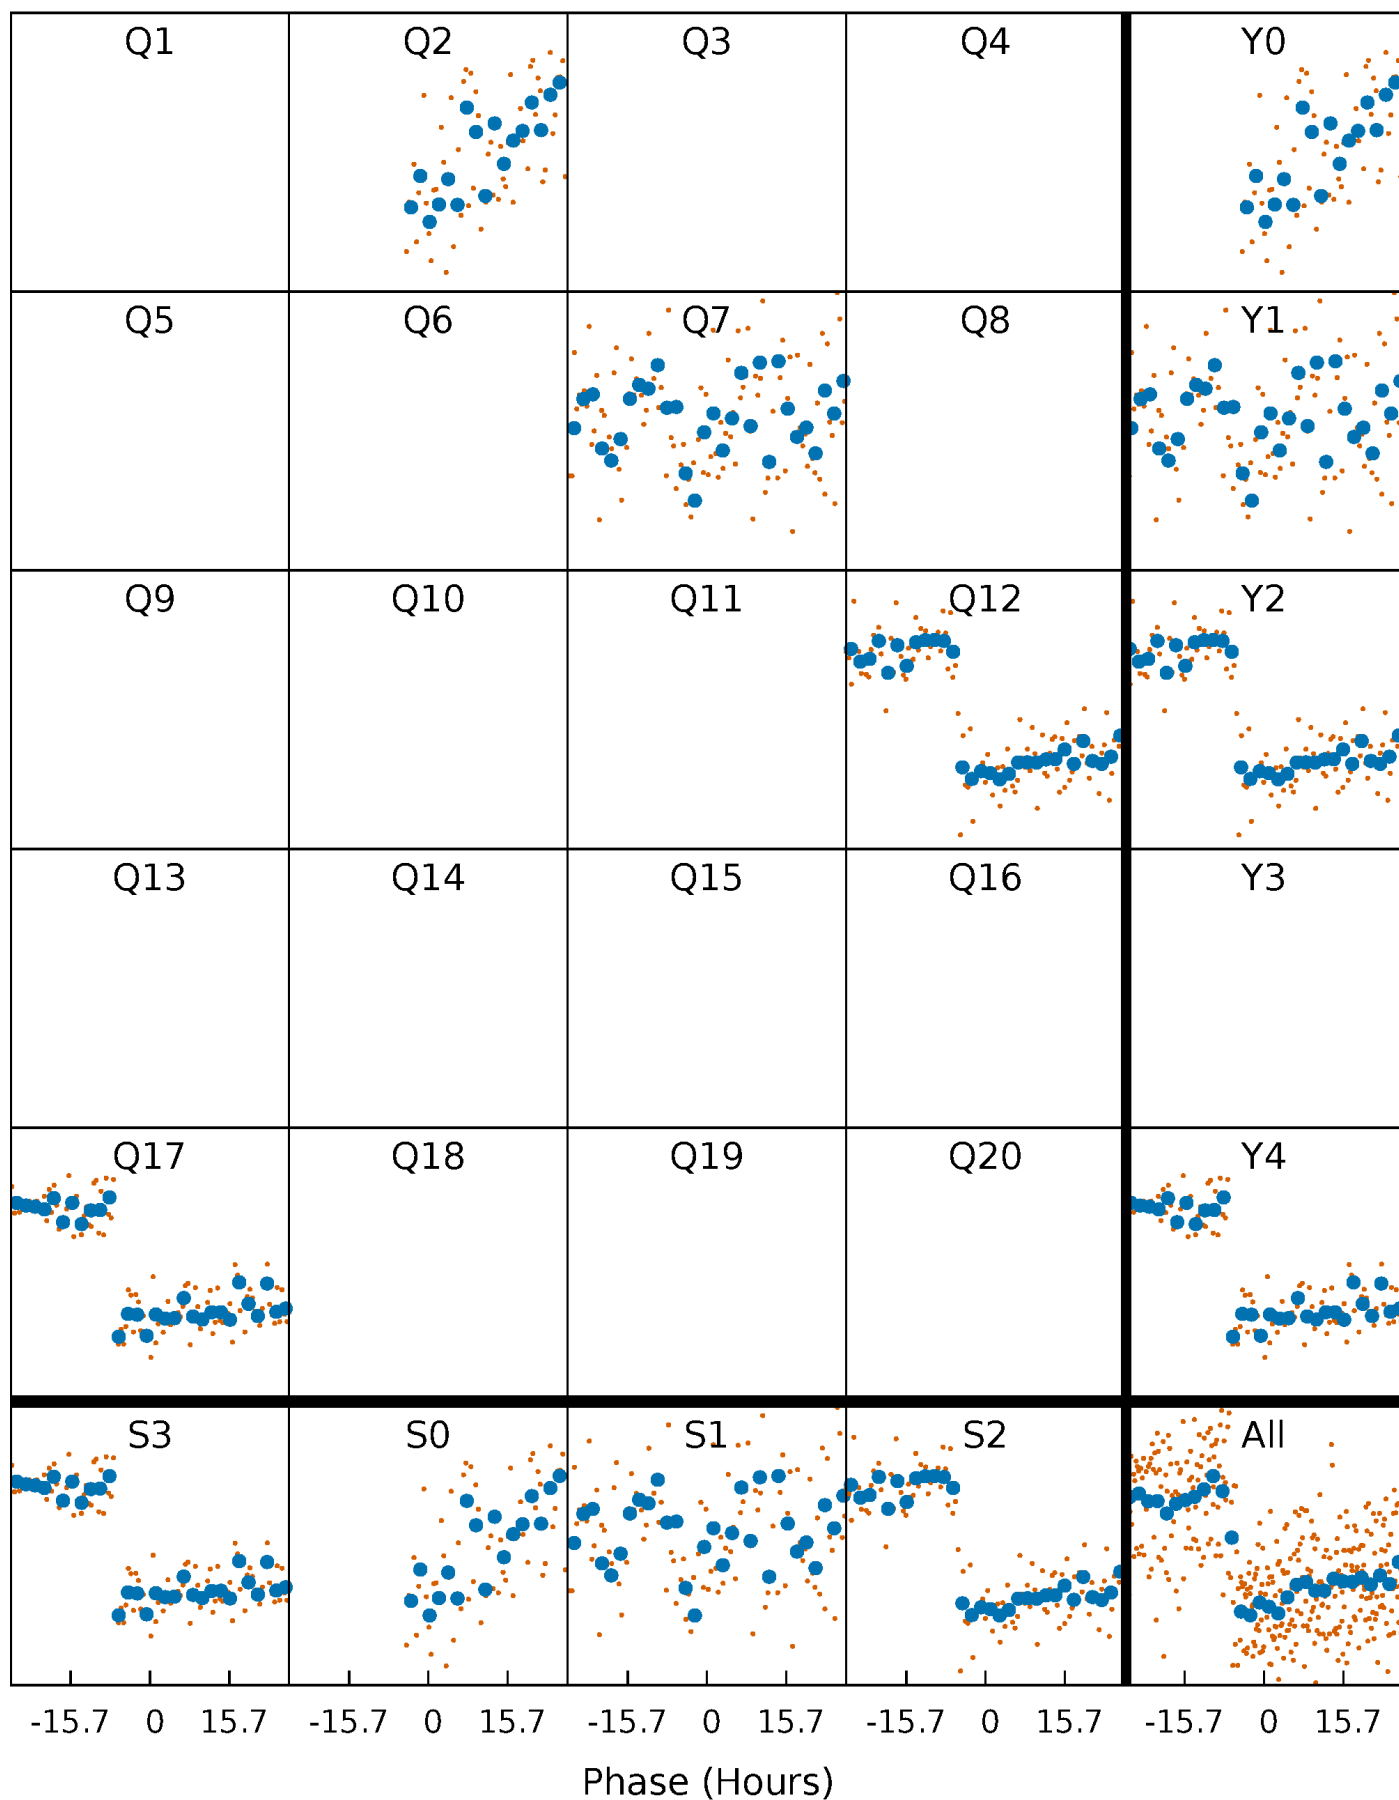 Q1 Q2 Q3 Q4 Y0
Q5 Q6 Q7 Q8 Y1
Q9 Q10 Q11 Q12 Y2
Q13 Q14 Q15 Q16 Y3
Q17 Q18 Q19 Q20 Y4
S3 S0 S1 S2 All
-15.7 0 15.7 -15.7 0 15.7 -15.7 0 15.7 -15.7 0 15.7 -15.7 0 15.7
Phase (Hours)